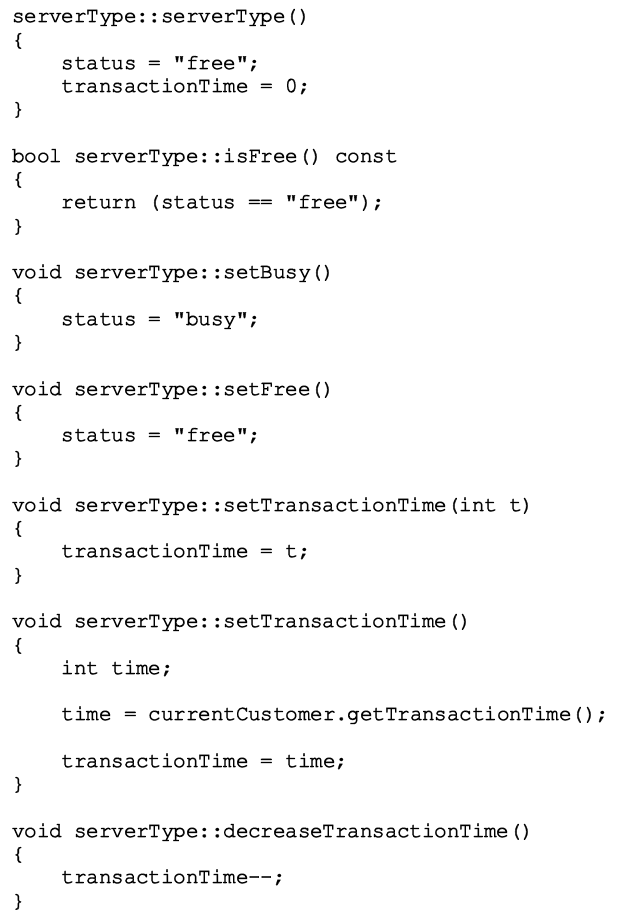 serverType::serverType()
{
    status = "free";
    transactionTime = 0;
}

bool serverType::isFree() const
{
    return (status == "free");
}

void serverType::setBusy()
{
    status = "busy";
}

void serverType::setFree()
{
    status = "free";
}

void serverType::setTransactionTime(int t)
{
    transactionTime = t;
}

void serverType::setTransactionTime()
{
    int time;

    time = currentCustomer.getTransactionTime();

    transactionTime = time;
}

void serverType::decreaseTransactionTime()
{
    transactionTime--;
}